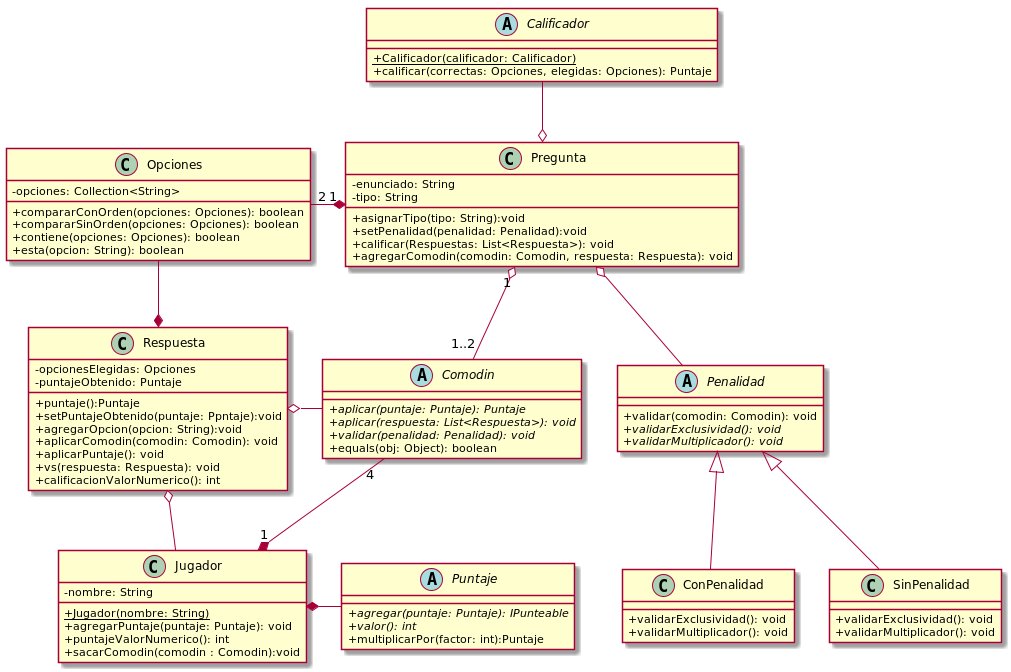 A Calificador
+Calificador(calificador: Calificador)
+calificar(correctas: Opciones, elegidas: Opciones): Puntaje
C Opciones
-opciones: Collection<String>
+compararConOrden(opciones: Opciones): boolean
+compararSinOrden(opciones: Opciones): boolean
+contiene(opciones: Opciones): boolean
+esta(opcion: String): boolean
2 1
C Pregunta
-enunciado: String
-tipo: String
+asignarTipo(tipo: String):void
+setPenalidad(penalidad: Penalidad):void
+calificar(Respuestas: List<Respuesta>): void
+agregarComodin(comodin: Comodin, respuesta: Respuesta): void
1
1..2
C Respuesta
-opcionesElegidas: Opciones
-puntajeObtenido: Puntaje
+puntaje():Puntaje
+setPuntajeObtenido(puntaje: Ppntaje):void
+agregarOpcion(opcion: String):void
+aplicarComodin(comodin: Comodin): void
+aplicarPuntaje(): void
+vs(respuesta: Respuesta): void
+calificacionValorNumerico(): int
A Comodin
+aplicar(puntaje: Puntaje): Puntaje
+aplicar(respuesta: List<Respuesta>): void
+validar(penalidad: Penalidad): void
+equals(obj: Object): boolean
A Penalidad
+validar(comodin: Comodin): void
+validarExclusividad(): void
+validarMultiplicador(): void
4
1
C Jugador
-nombre: String
+Jugador(nombre: String)
+agregarPuntaje(puntaje: Puntaje): void
+puntajeValorNumerico(): int
+sacarComodin(comodin : Comodin):void
A Puntaje
+agregar(puntaje: Puntaje): IPunteable
+valor(): int
+multiplicarPor(factor: int):Puntaje
C ConPenalidad
+validarExclusividad(): void
+validarMultiplicador(): void
C SinPenalidad
+validarExclusividad(): void
+validarMultiplicador(): void